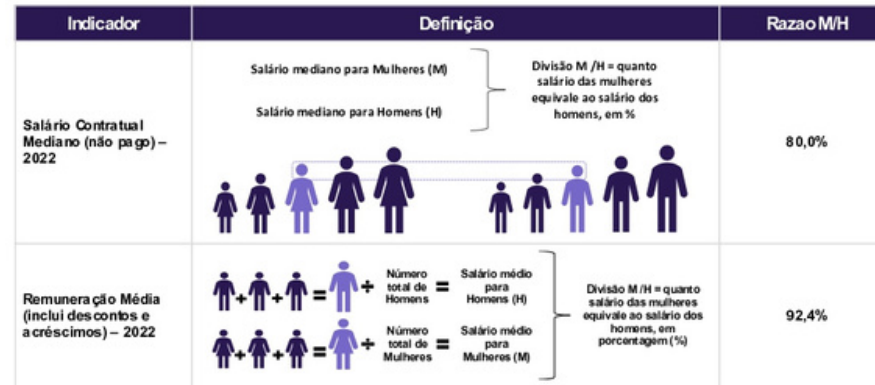 Indicador
Definição
Razao M/H
Salário Contratual
Mediano (não pago) –
2022
Salário mediano para Mulheres (M)
Salário mediano para Homens (H)
Divisão M /H = quanto
salário das mulheres
equivale ao salário dos
homens, em %
80,0%
Remuneração Média
(inclui descontos e
acréscimos) – 2022
+ + + = ÷
Número
total de
Homens
=
Salário médio
para
Homens (H)
+ + + = ÷
Número
total de
Mulheres
=
Salário médio
para
Mulheres (M)
Divisão M /H = quanto
salário das mulheres
equivale ao salário dos
homens, em
porcentagem (%)
92,4%